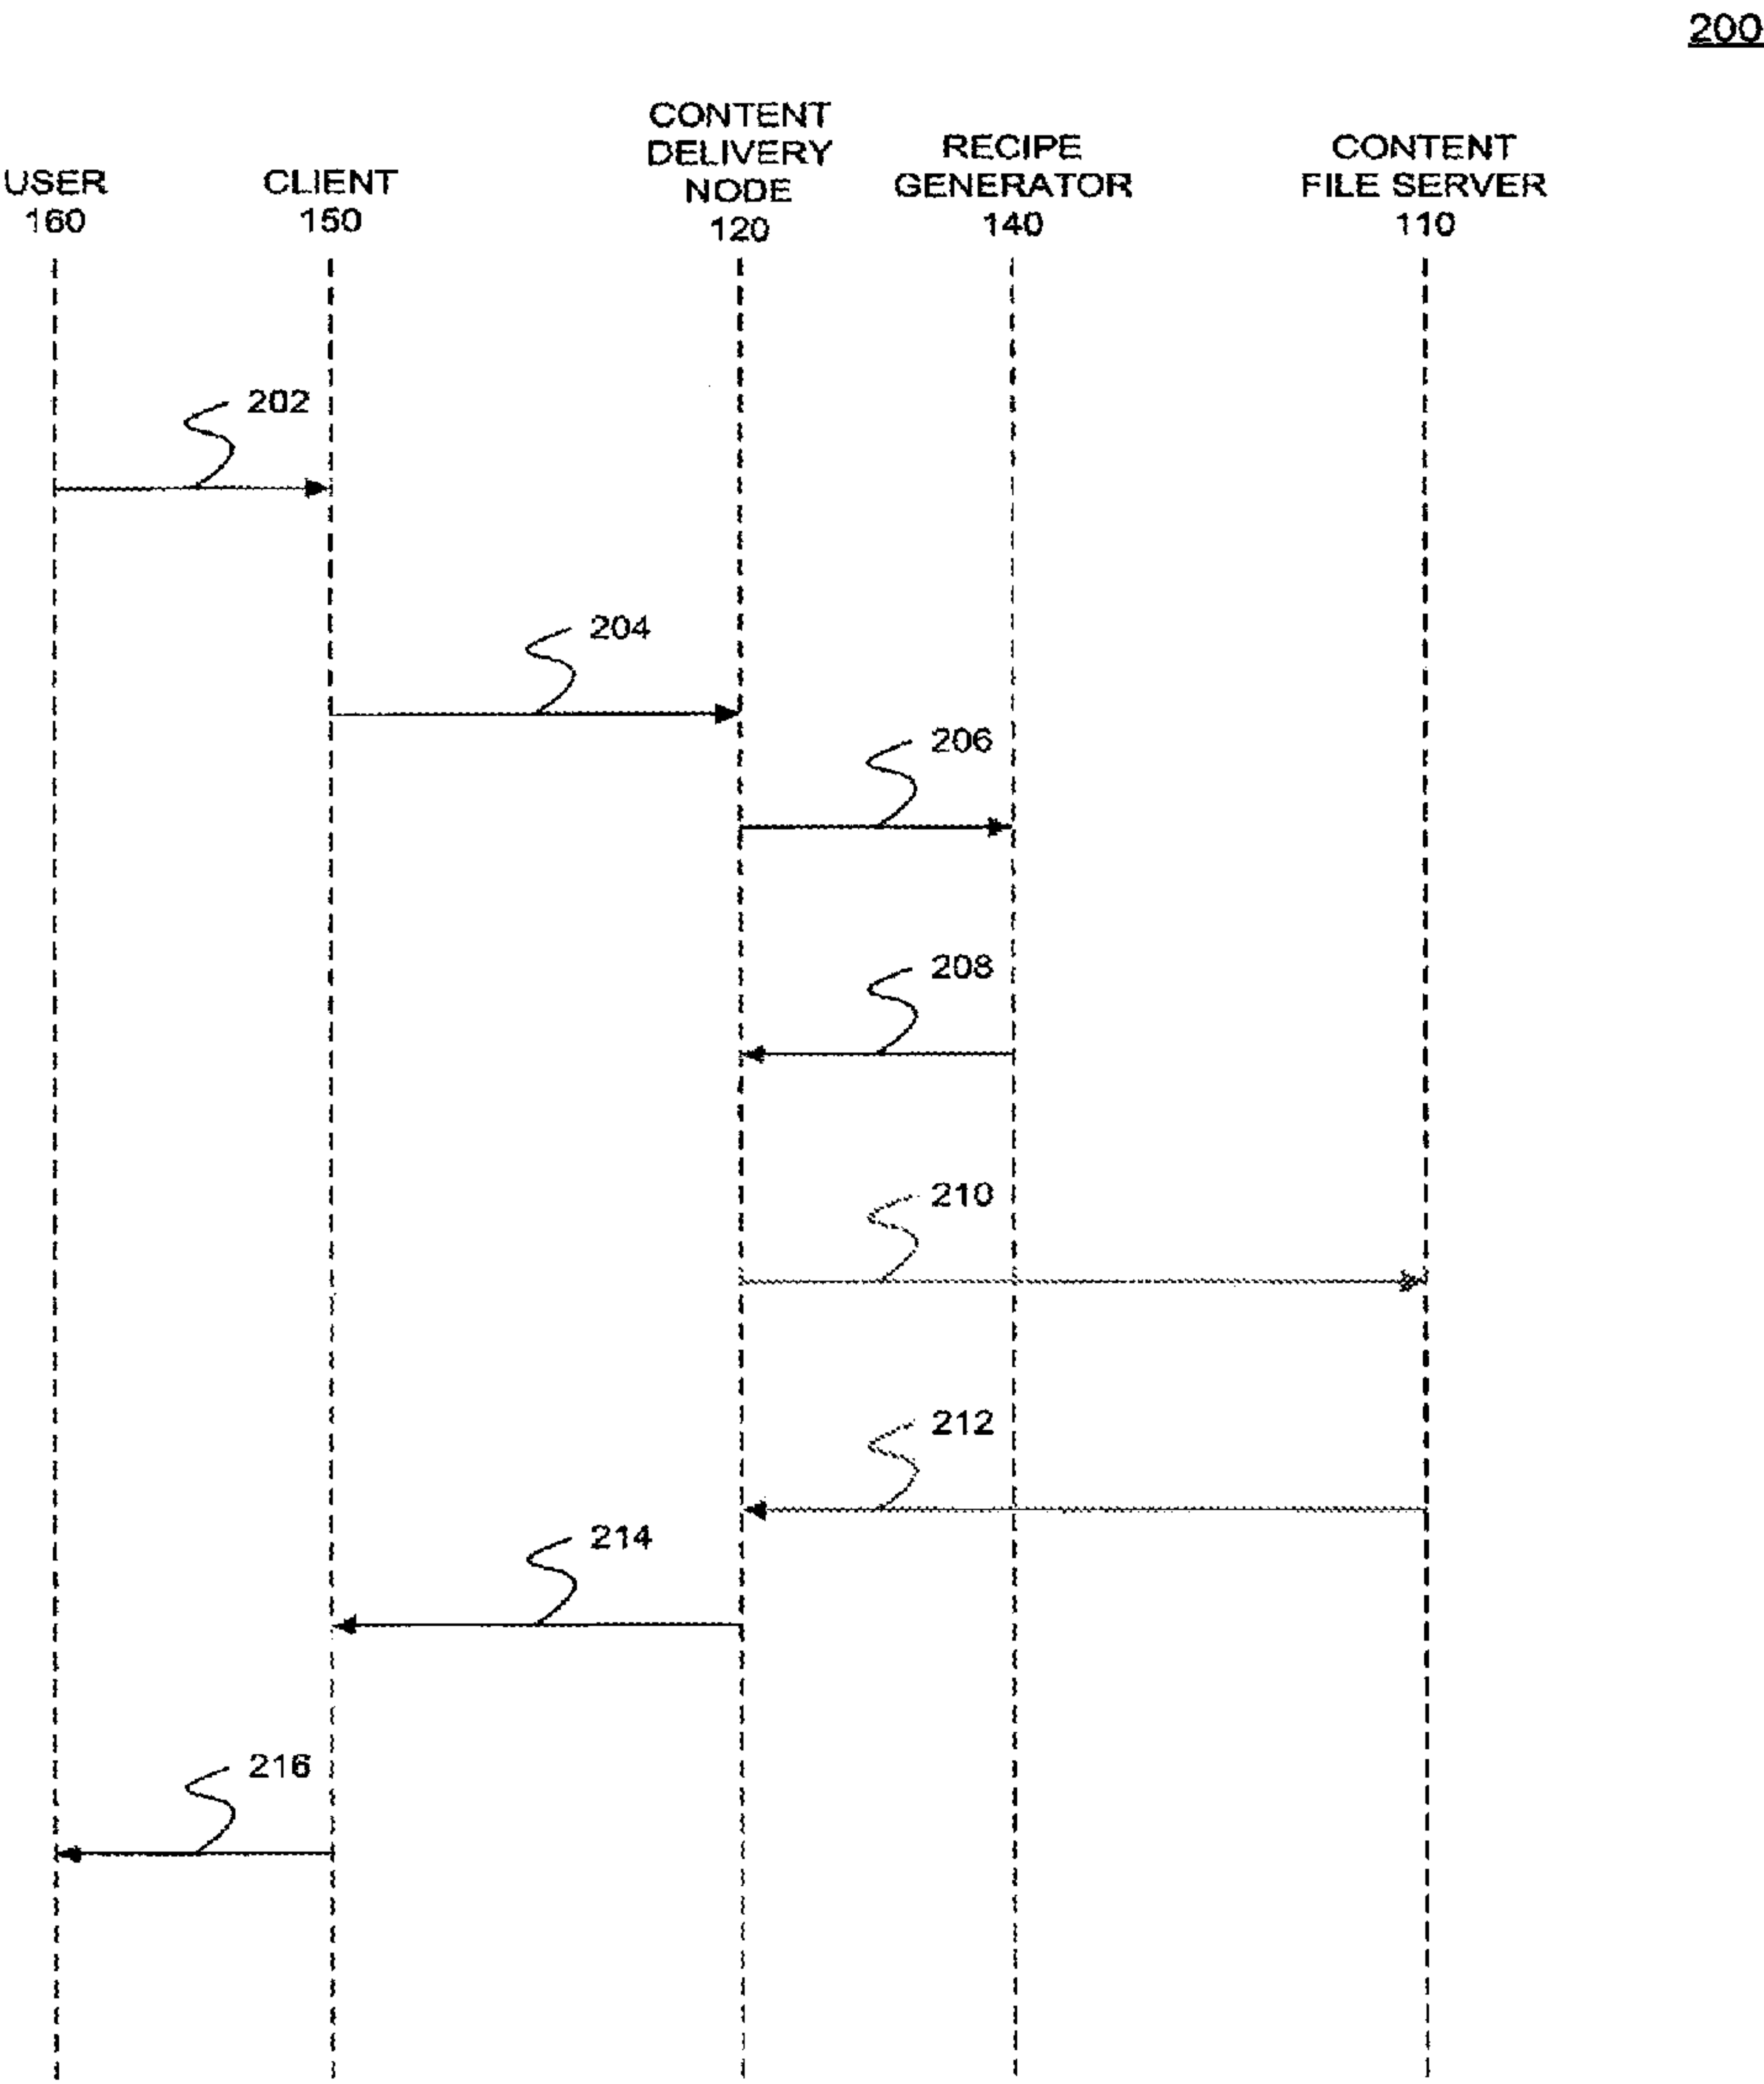 200
USER
160
CLIENT
150
CONTENT
DELIVERY
NODE
120
RECIPE
GENERATOR
140
CONTENT
FILE SERVER
110
202
204
206
208
210
212
214
216